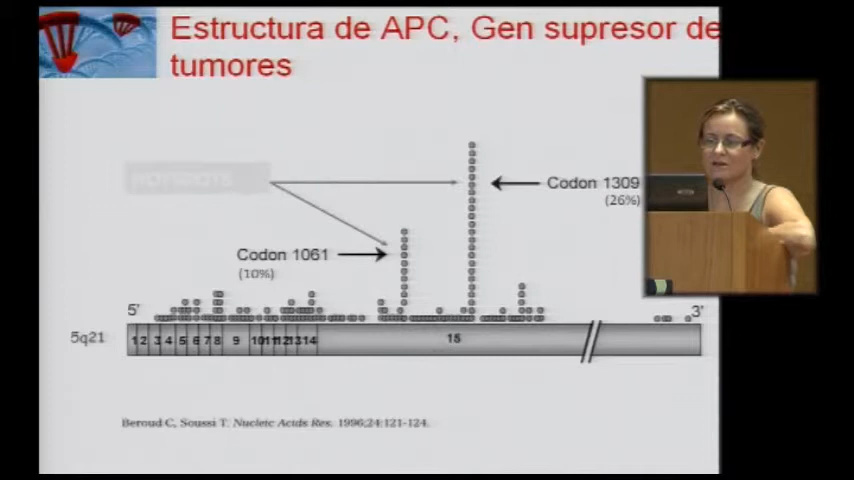 Estructura de APC, Gen supresor de
tumores
HOTSPOTS
Codon 1309
(26%)
Codon 1061
(10%)
5'
3'
5q21
1 2 3 4 5 6 7 8 9 10 11 12 13 14 15
Beroud C, Soussi T. Nucleic Acids Res. 1996;24:121-124.